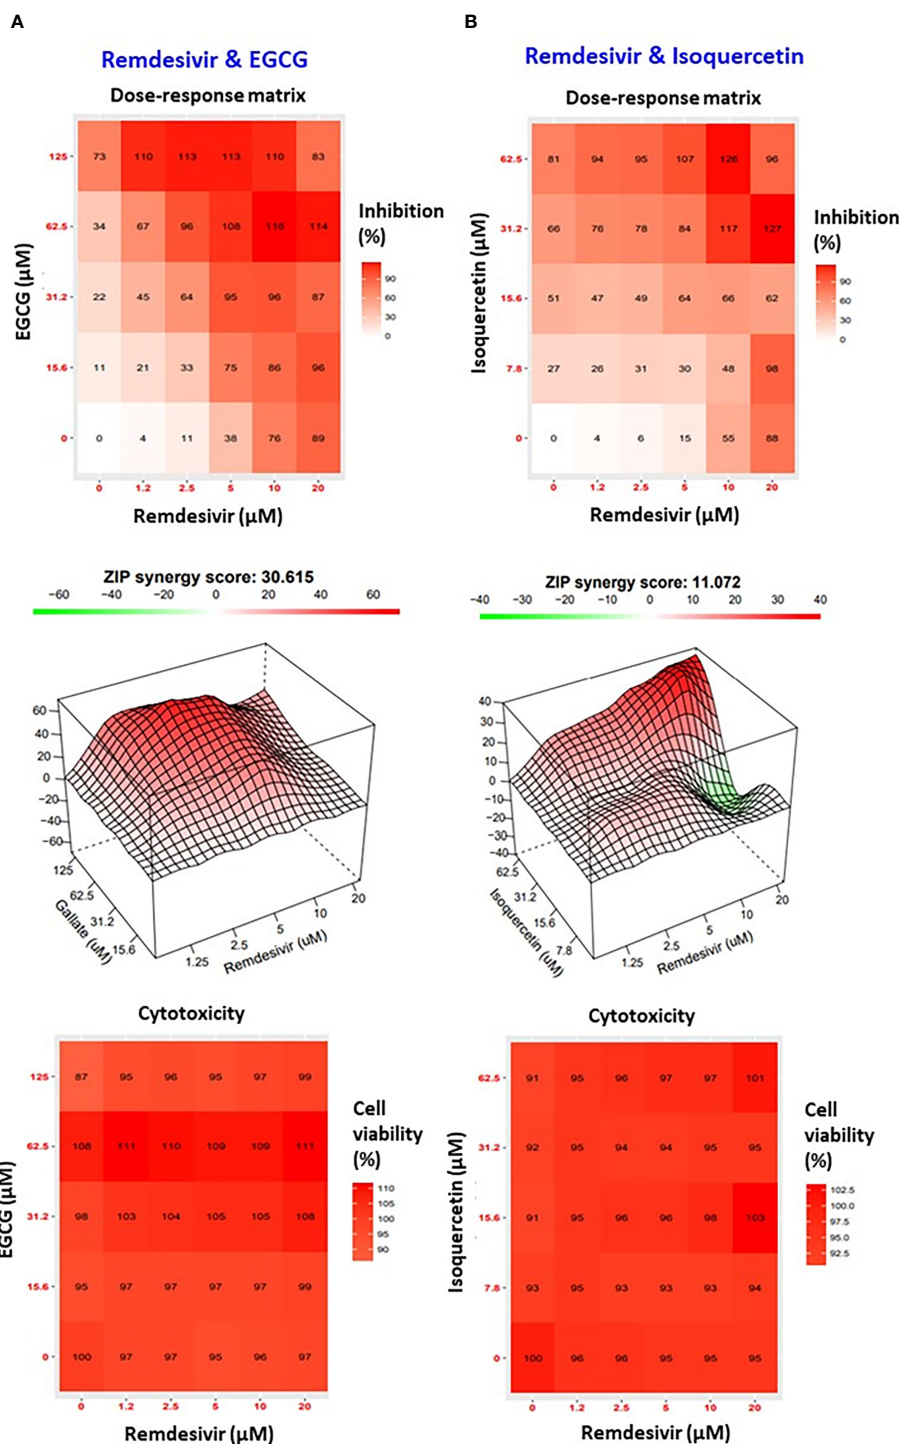 A
B
Remdesivir & EGCG
Remdesivir & Isoquercetin
Dose-response matrix
Dose-response matrix
EGCG (µM)
125 73 110 113 113 110 83
62.5 34 67 96 108 118 114
31.2 22 45 64 95 96 87
15.6 11 21 33 75 86 96
0 0 4 11 38 76 89
0 1.2 2.5 5 10 20
Remdesivir (µM)
Inhibition
(%)
90
60
30
0
Isoquercetin (µM)
62.5 81 94 95 107 126 96
31.2 66 76 78 84 117 127
15.6 51 47 49 64 66 62
7.8 27 26 31 30 48 98
0 0 4 6 15 55 88
0 1.2 2.5 5 10 20
Remdesivir (µM)
Inhibition
(%)
90
60
30
0
ZIP synergy score: 30.615
−60 −40 −20 0 20 40 60
60
40
20
0
−20
−40
−60
125
62.5
31.2
15.6
Gallate (uM)
1.25
2.5
5
10
20
Remdesivir (uM)
ZIP synergy score: 11.072
−40 −30 −20 −10 0 10 20 30 40
40
30
20
10
0
−10
−20
−30
−40
62.5
31.2
15.6
7.8
Isoquercetin (uM)
1.25
2.5
5
10
20
Remdesivir (uM)
Cytotoxicity
Cytotoxicity
EGCG (µM)
125 87 95 96 95 97 99
62.5 108 111 110 109 109 111
31.2 98 103 104 105 105 108
15.6 95 97 97 97 97 99
0 100 97 97 95 96 97
0 1.2 2.5 5 10 20
Remdesivir (µM)
Cell
viability
(%)
110
105
100
95
90
Isoquercetin (µM)
62.5 91 95 96 97 97 101
31.2 92 95 94 94 95 95
15.6 91 95 96 96 98 103
7.8 93 95 93 93 93 94
0 100 96 96 95 95 95
0 1.2 2.5 5 10 20
Remdesivir (µM)
Cell
viability
(%)
102.5
100.0
97.5
95.0
92.5